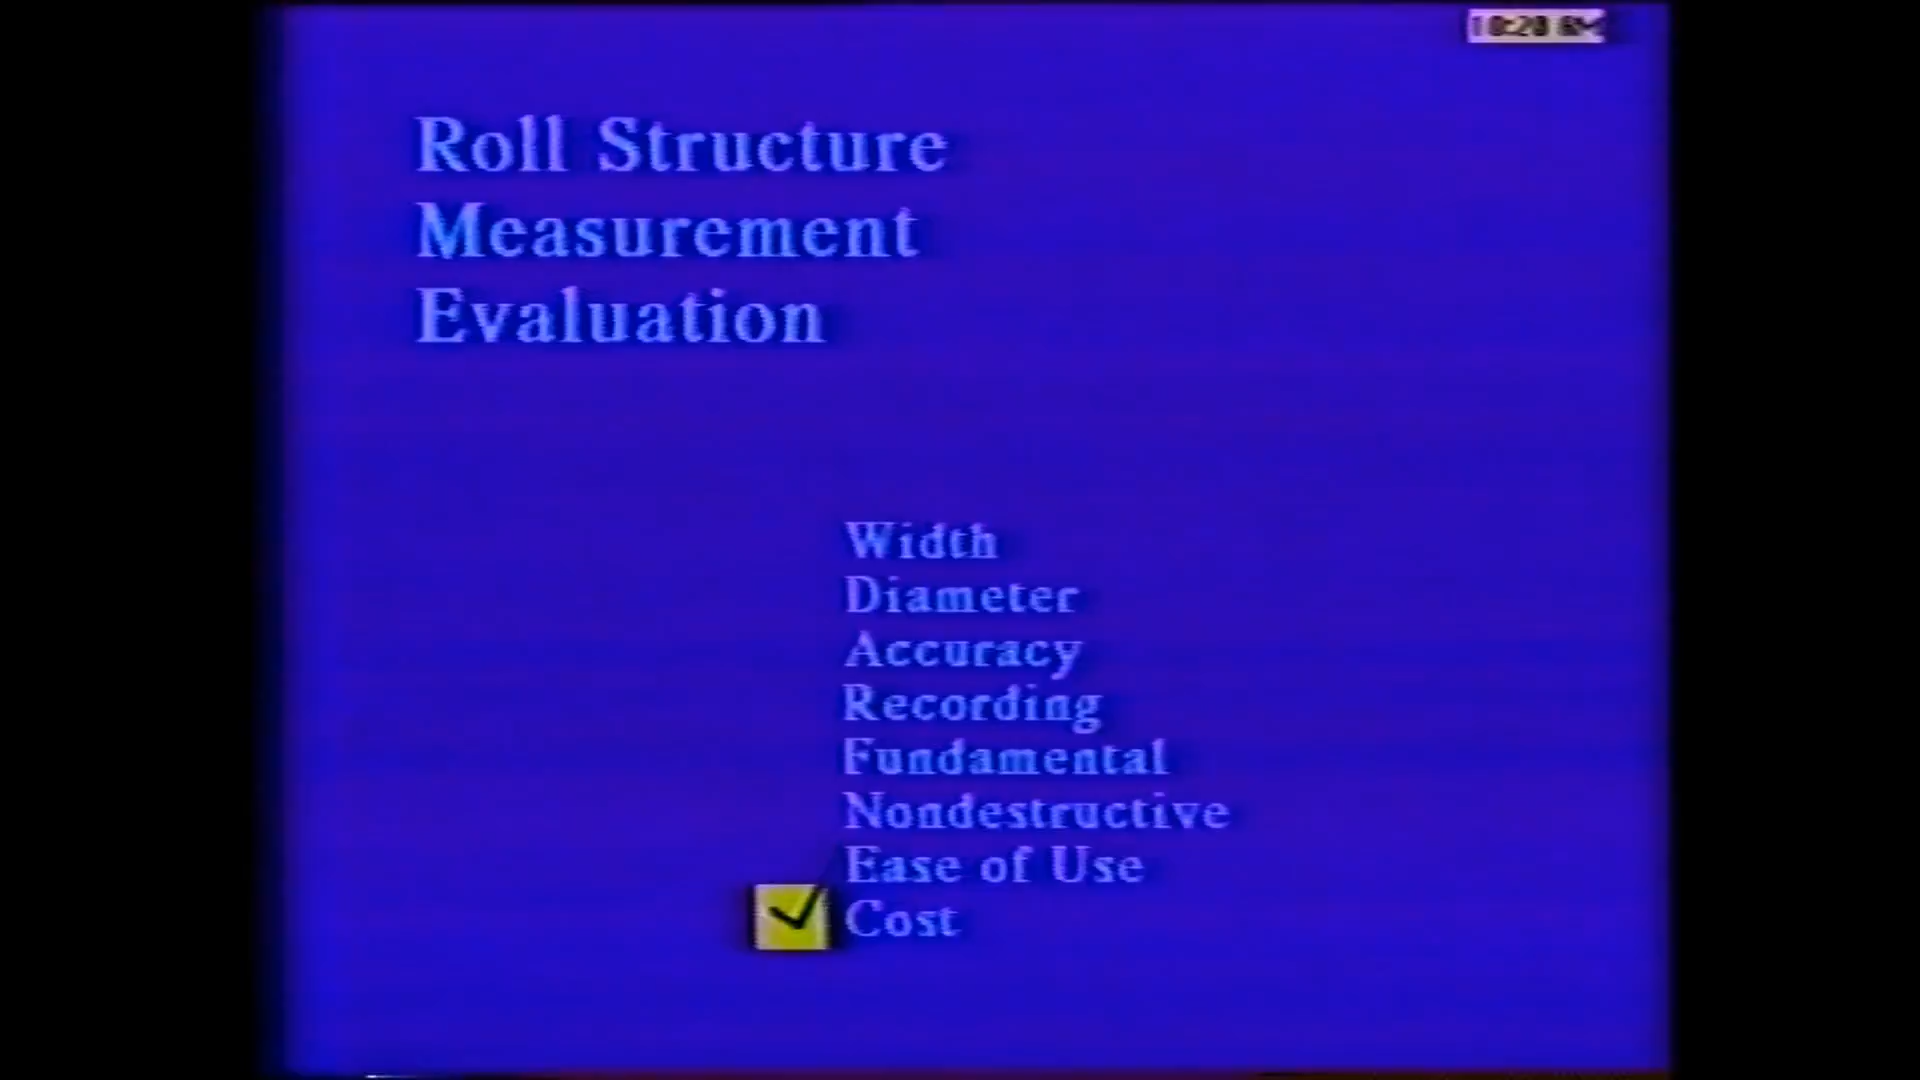 Roll Structure
Measurement
Evaluation
Width
Diameter
Accuracy
Recording
Fundamental
Nondestructive
Ease of Use
Cost